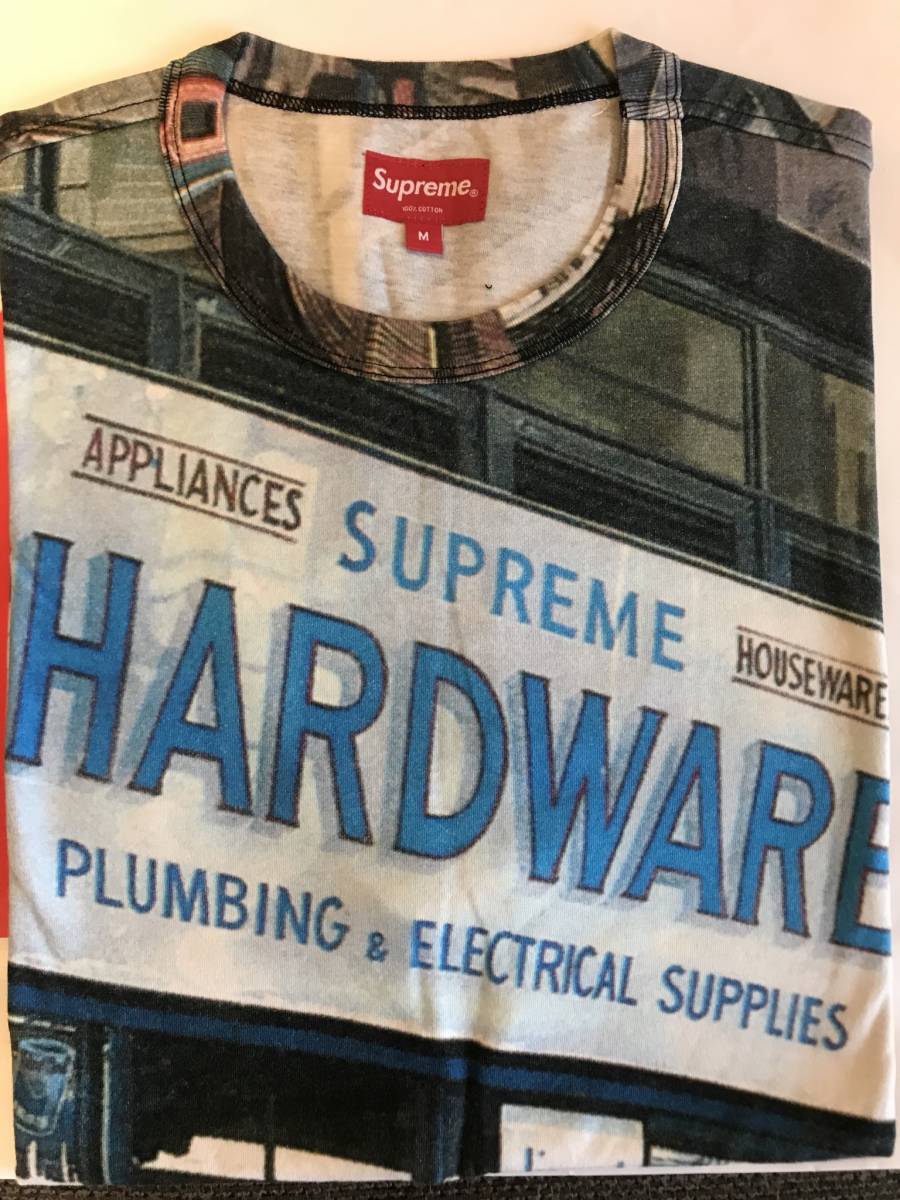 Supreme®
100% COTTON
M
APPLIANCES
SUPREME
HOUSEWARE
HARDWARE
PLUMBING & ELECTRICAL SUPPLIES